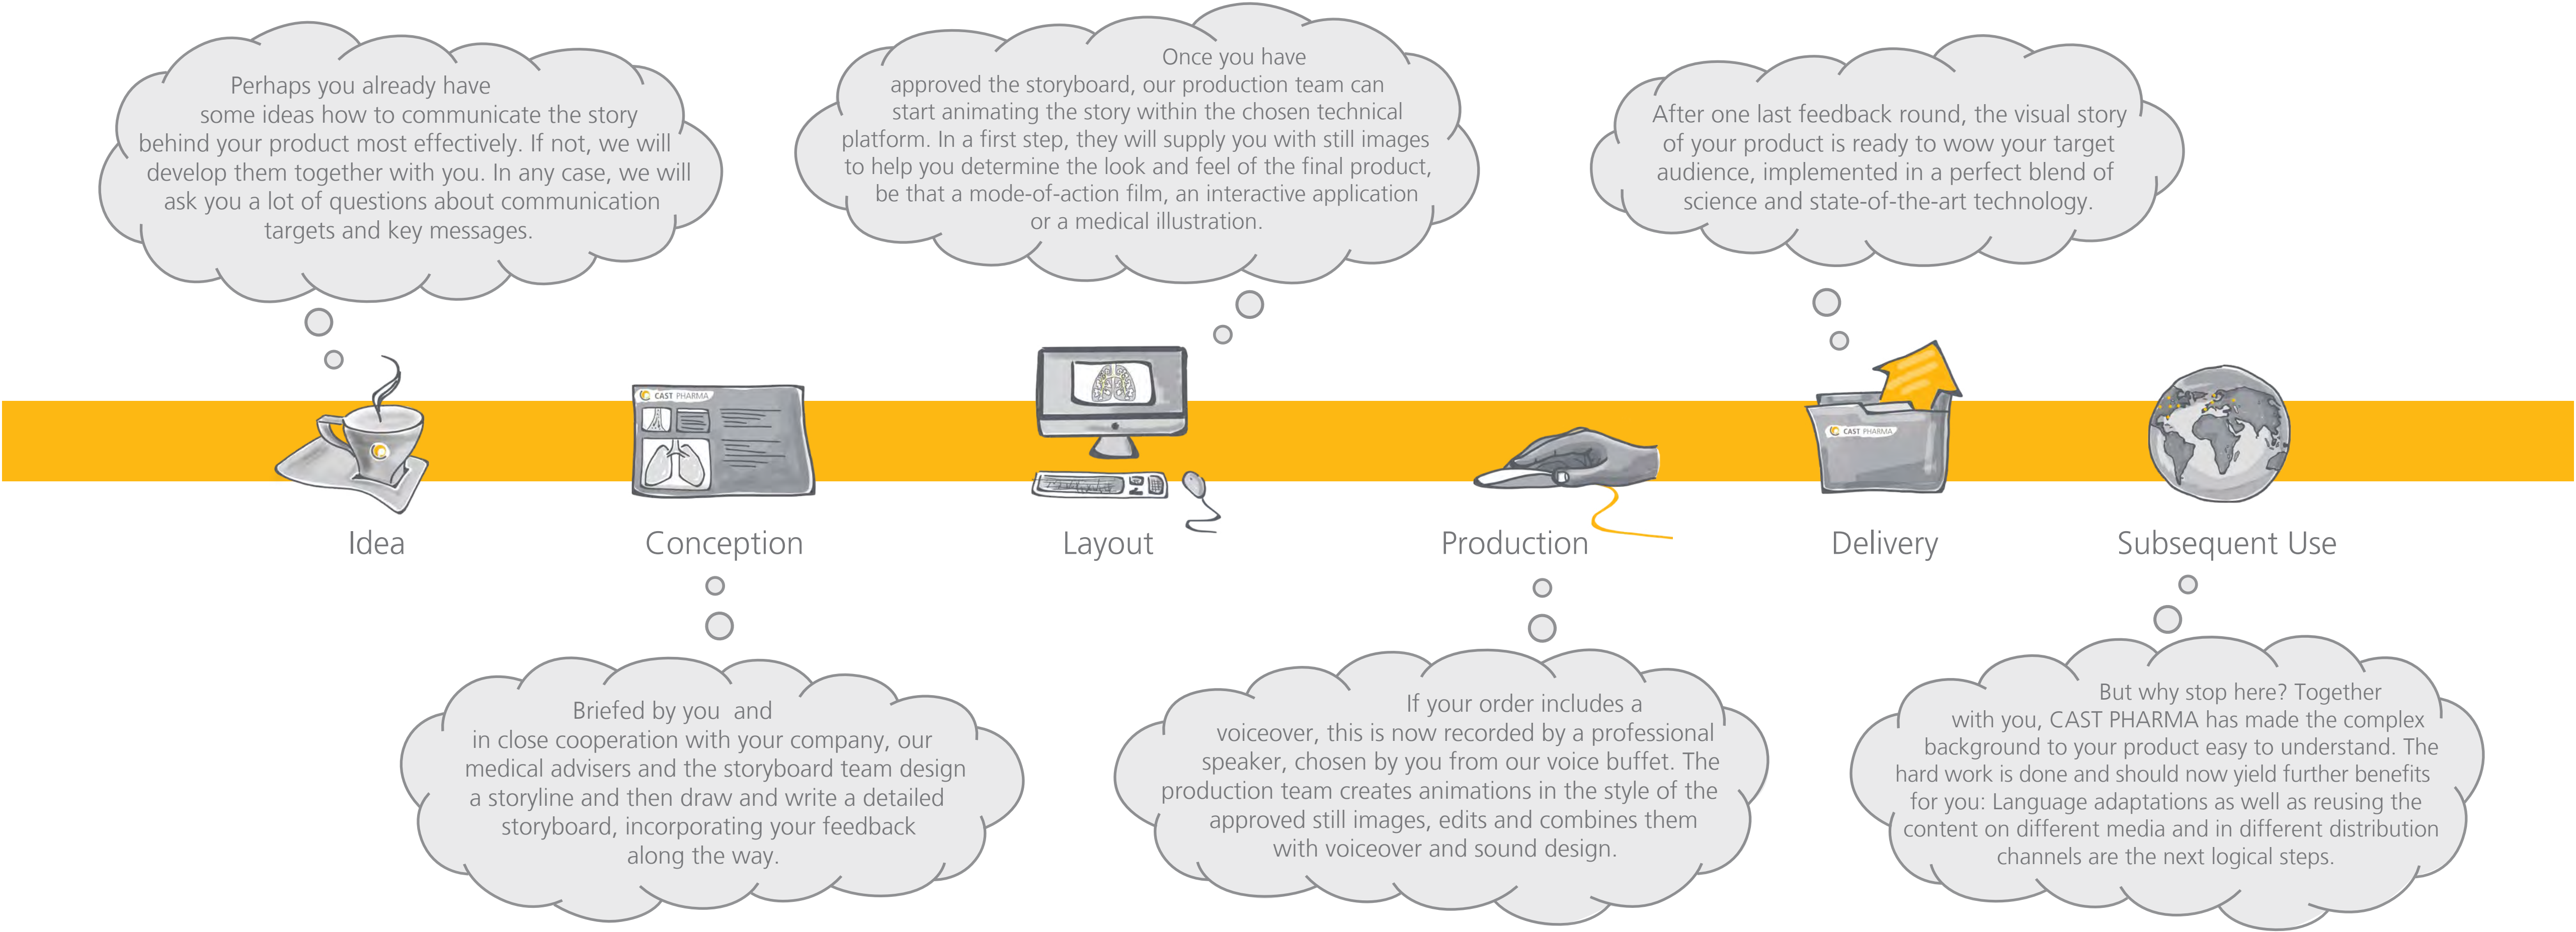 Perhaps you already have
some ideas how to communicate the story
behind your product most effectively. If not, we will
develop them together with you. In any case, we will
ask you a lot of questions about communication
targets and key messages.
Once you have
approved the storyboard, our production team can
start animating the story within the chosen technical
platform. In a first step, they will supply you with still images
to help you determine the look and feel of the final product,
be that a mode-of-action film, an interactive application
or a medical illustration.
After one last feedback round, the visual story
of your product is ready to wow your target
audience, implemented in a perfect blend of
science and state-of-the-art technology.
CAST PHARMA
CAST PHARMA
Idea
Conception
Layout
Production
Delivery
Subsequent Use
Briefed by you and
in close cooperation with your company, our
medical advisers and the storyboard team design
a storyline and then draw and write a detailed
storyboard, incorporating your feedback
along the way.
If your order includes a
voiceover, this is now recorded by a professional
speaker, chosen by you from our voice buffet. The
production team creates animations in the style of the
approved still images, edits and combines them
with voiceover and sound design.
But why stop here? Together
with you, CAST PHARMA has made the complex
background to your product easy to understand. The
hard work is done and should now yield further benefits
for you: Language adaptations as well as reusing the
content on different media and in different distribution
channels are the next logical steps.